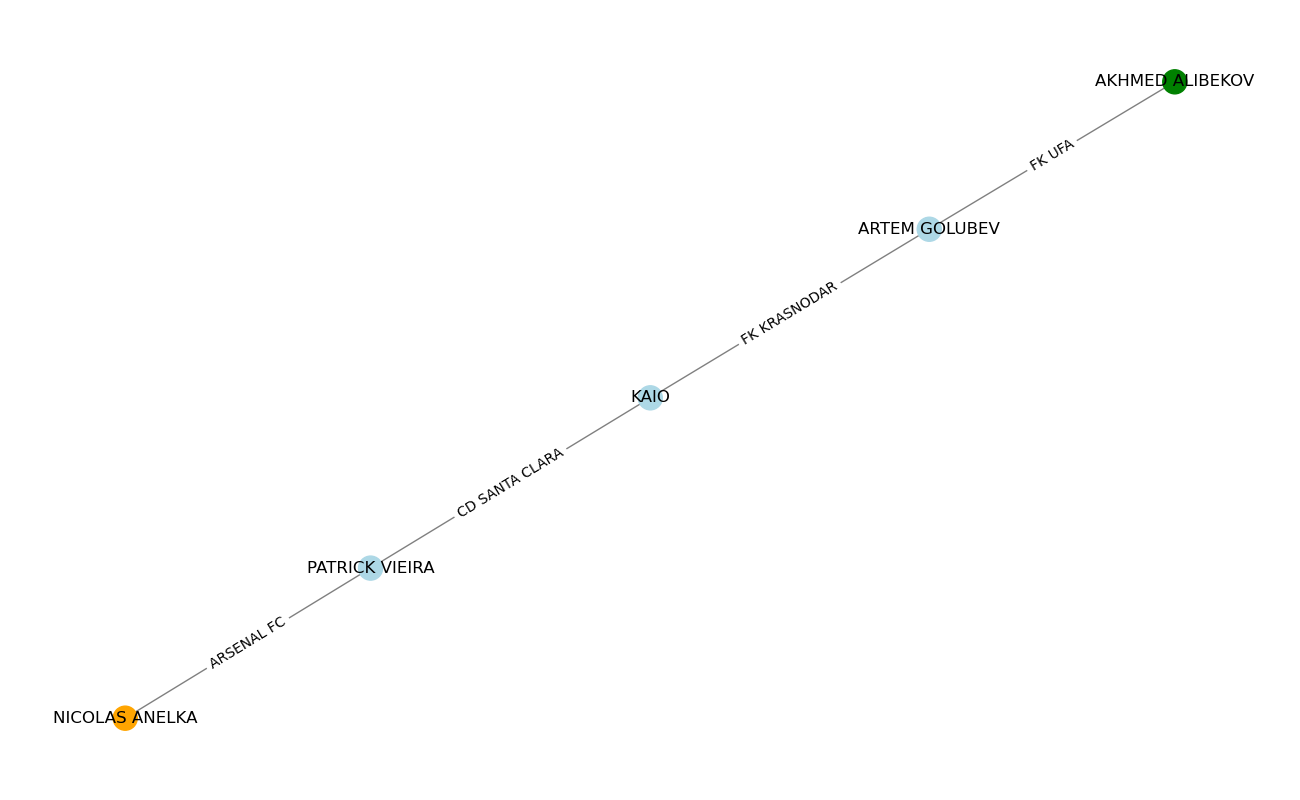 AKHMED ALIBEKOV
FK UFA
ARTEM GOLUBEV
FK KRASNODAR
KAIO
CD SANTA CLARA
PATRICK VIEIRA
ARSENAL FC
NICOLAS ANELKA